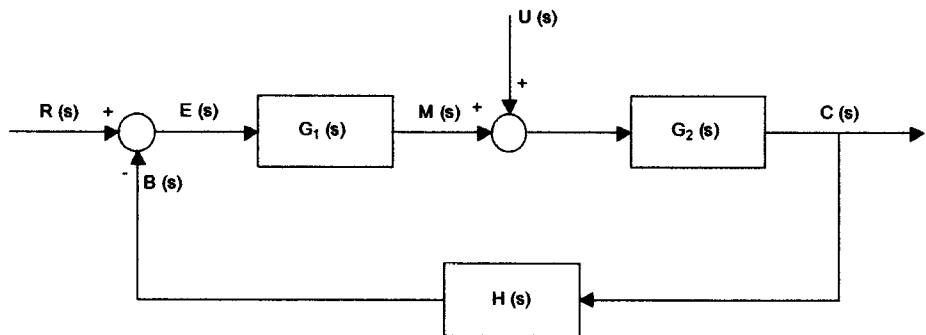 U (s)
+
R (s)
+
E (s)
G₁ (s)
M (s)
+
G₂ (s)
C (s)
-
B (s)
H (s)